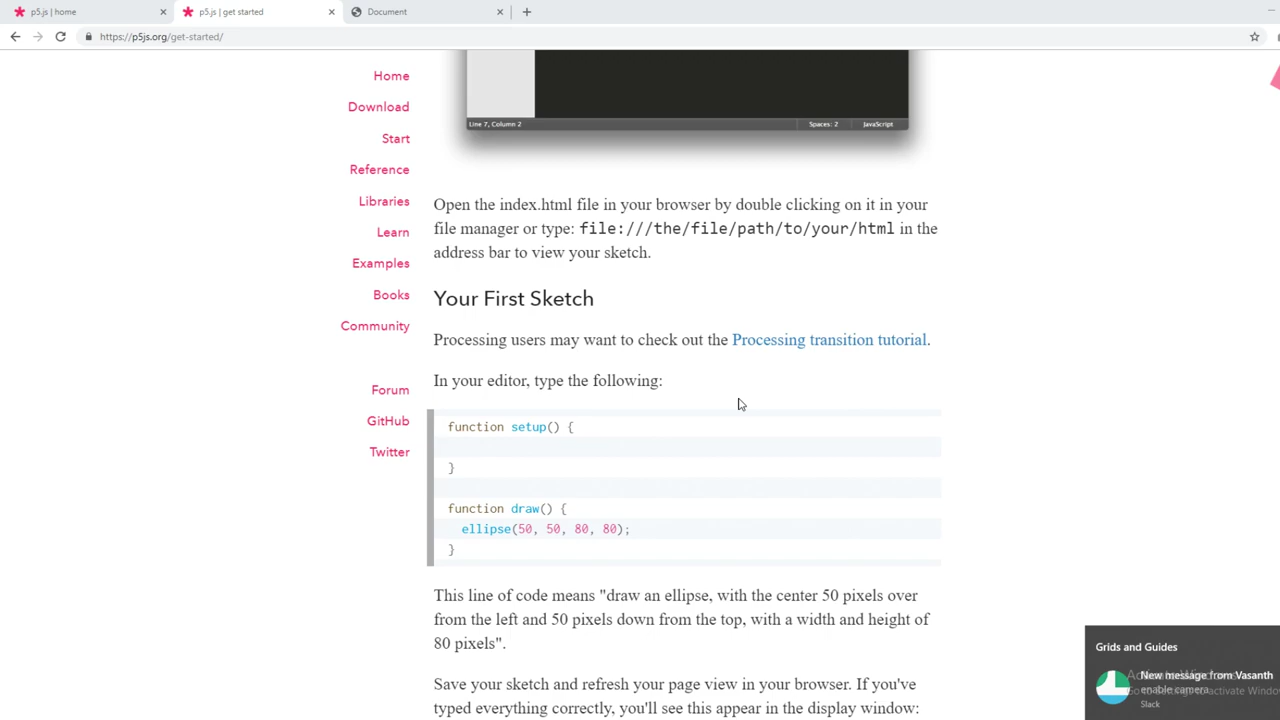 p5.js | home
p5.js | get started
Document
https://p5js.org/get-started/
Home
Download
Start
Reference
Libraries
Learn
Examples
Books
Community
Forum
GitHub
Twitter
Line 7, Column 2
Spaces: 2
JavaScript
Open the index.html file in your browser by double clicking on it in your
file manager or type: file:///the/file/path/to/your/html in the
address bar to view your sketch.
Your First Sketch
Processing users may want to check out the Processing transition tutorial.
In your editor, type the following:
function setup() {
}
function draw() {
ellipse(50, 50, 80, 80);
}
This line of code means "draw an ellipse, with the center 50 pixels over
from the left and 50 pixels down from the top, with a width and height of
80 pixels".
Save your sketch and refresh your page view in your browser. If you've
typed everything correctly, you'll see this appear in the display window:
Grids and Guides
New message from Vasanth
enable camera
Slack